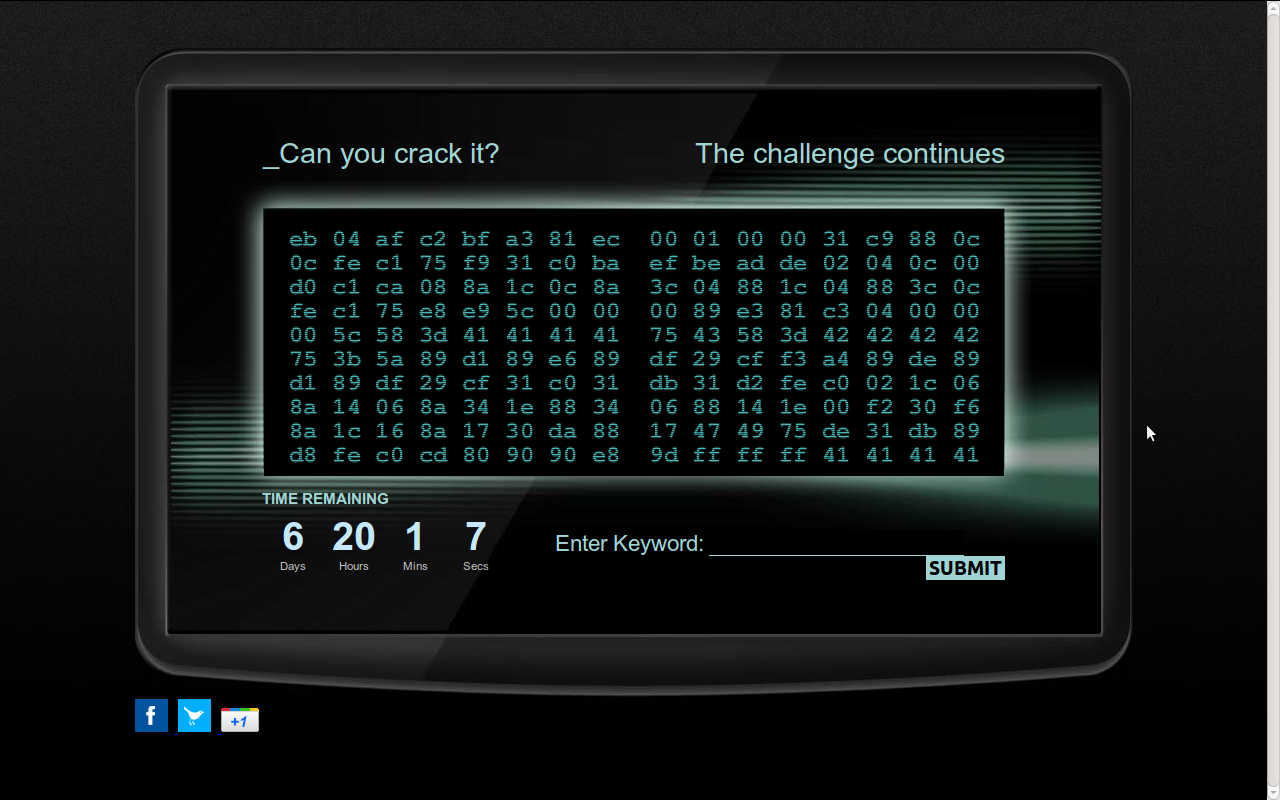 _Can you crack it? The challenge continues
eb 04 af c2 bf a3 81 ec 00 01 00 00 31 c9 88 0c
0c fe c1 75 f9 31 c0 ba ef be ad de 02 04 0c 00
d0 c1 ca 08 8a 1c 0c 8a 3c 04 88 1c 04 88 3c 0c
fe c1 75 e8 e9 5c 00 00 00 89 e3 81 c3 04 00 00
00 5c 58 3d 41 41 41 41 75 43 58 3d 42 42 42 42
75 3b 5a 89 d1 89 e6 89 df 29 cf f3 a4 89 de 89
d1 89 df 29 cf 31 c0 31 db 31 d2 fe c0 02 1c 06
8a 14 06 8a 34 1e 88 34 06 88 14 1e 00 f2 30 f6
8a 1c 16 8a 17 30 da 88 17 47 49 75 de 31 db 89
d8 fe c0 cd 80 90 90 e8 9d ff ff ff 41 41 41 41
TIME REMAINING
6 20 1 7
Days Hours Mins Secs
Enter Keyword:
SUBMIT
f +1